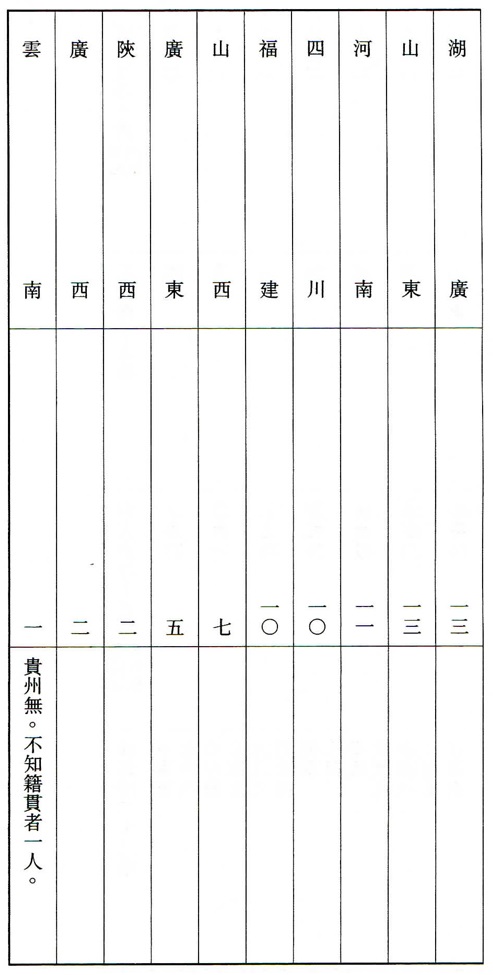 湖廣 一三
山東 一三
河南 一一
四川 一〇
福建 一〇
山西 七
廣東 五
陝西 二
廣西 二
雲南 一 貴州無。不知籍貫者一人。